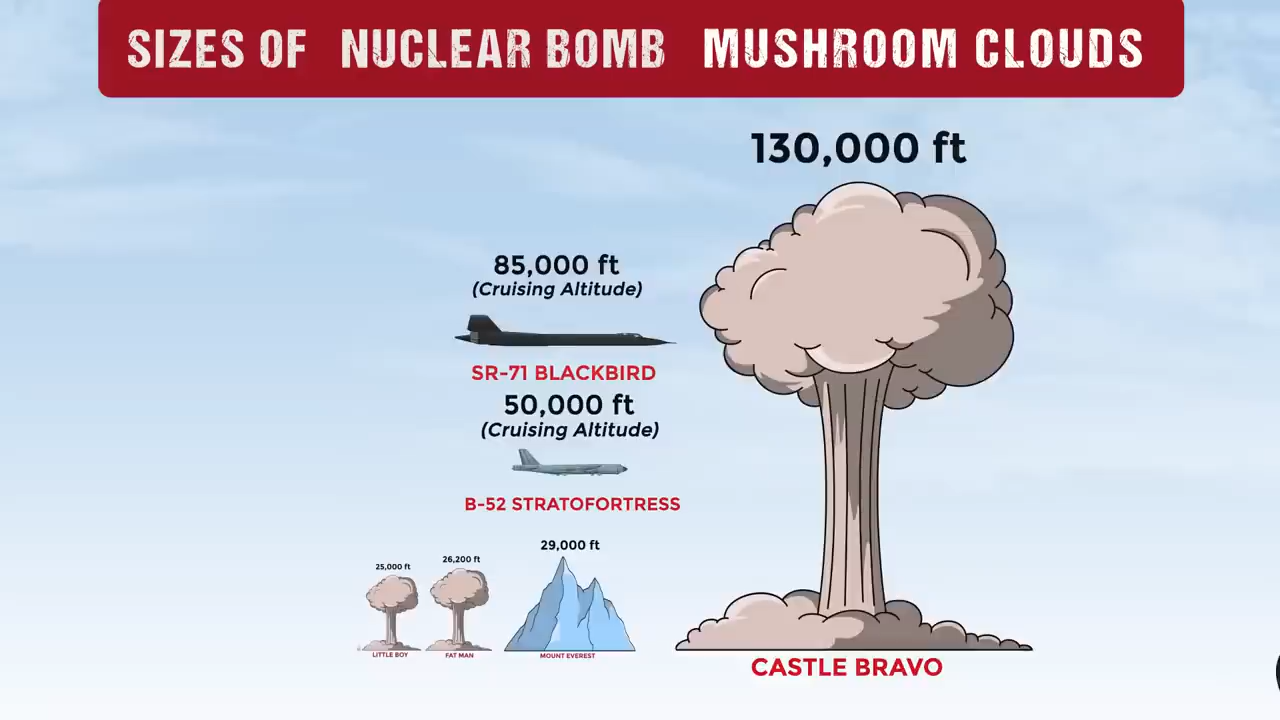 SIZES OF NUCLEAR BOMB MUSHROOM CLOUDS
130,000 ft
85,000 ft
(Cruising Altitude)
SR-71 BLACKBIRD
50,000 ft
(Cruising Altitude)
B-52 STRATOFORTRESS
29,000 ft
26,200 ft
25,000 ft
LITTLE BOY
FAT MAN
MOUNT EVEREST
CASTLE BRAVO